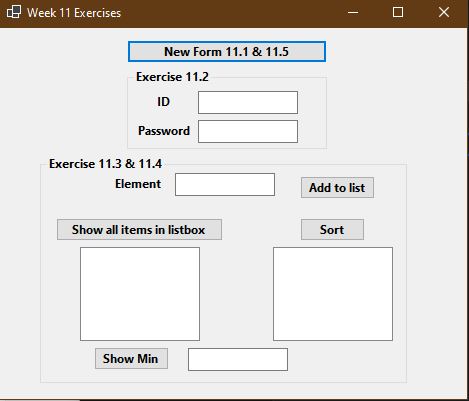 Week 11 Exercises
New Form 11.1 & 11.5
Exercise 11.2
ID
Password
Exercise 11.3 & 11.4
Element
Add to list
Show all items in listbox
Sort
Show Min